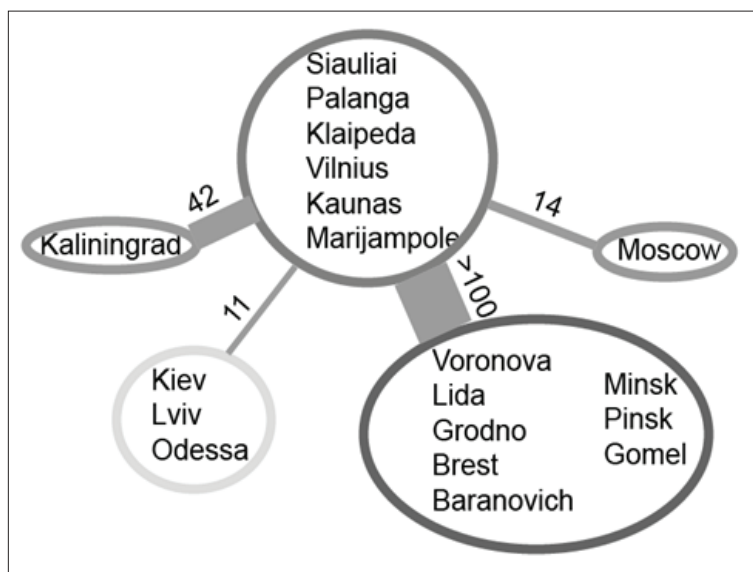 Siauliai
Palanga
Klaipeda
Vilnius
Kaunas
Marijampole
42
Kaliningrad
14
Moscow
11
>100
Kiev
Lviv
Odessa
Voronova
Lida
Grodno
Brest
Baranovich
Minsk
Pinsk
Gomel